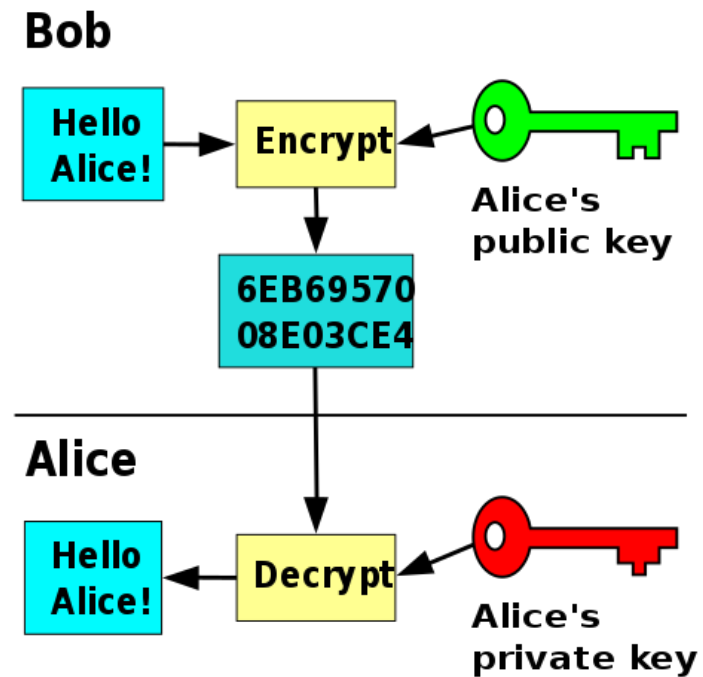 Bob
Hello
Alice!
Encrypt
Alice's
public key
6EB69570
08E03CE4
Alice
Hello
Alice!
Decrypt
Alice's
private key